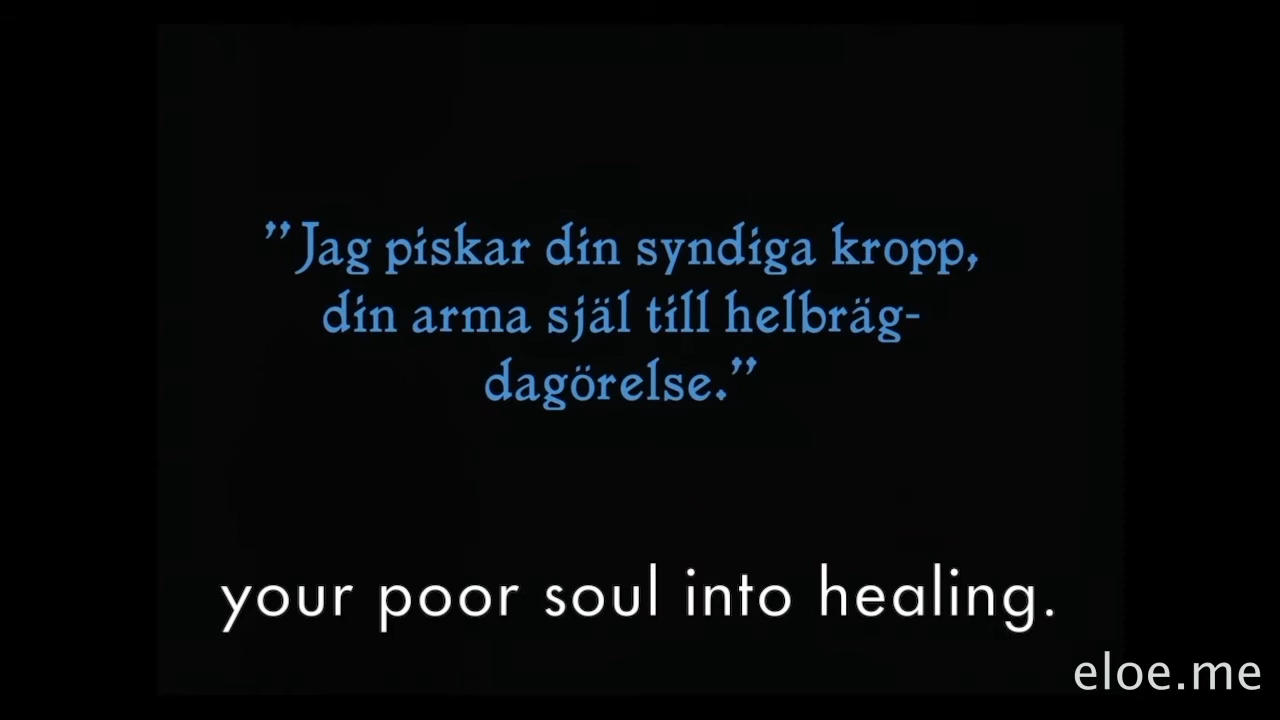 ”Jag piskar din syndiga kropp,
din arma själ till helbräg-
dagörelse.”
your poor soul into healing.
eloe.me